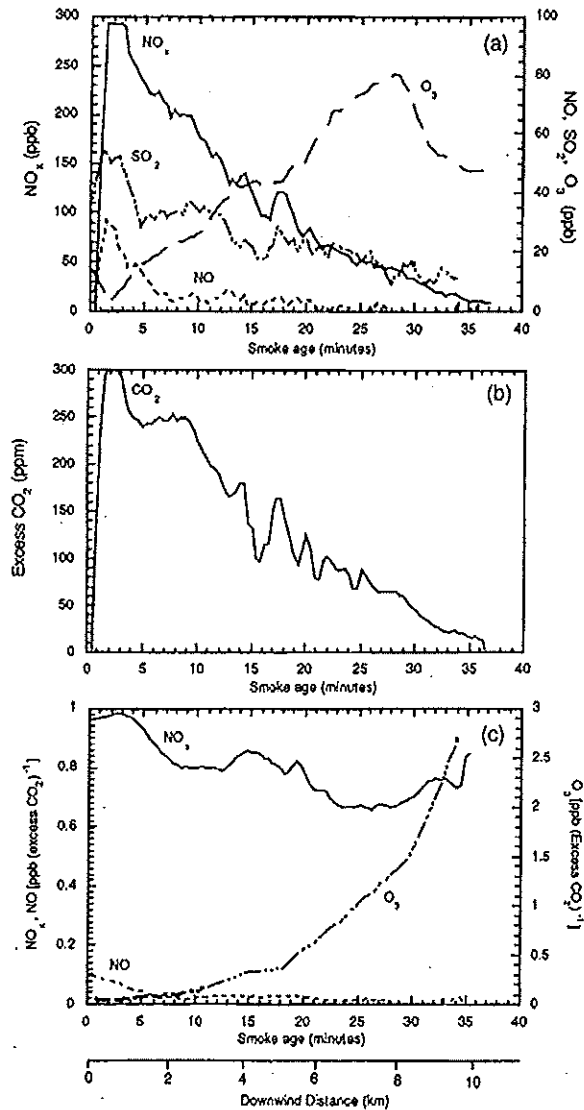 (a)
NOx
O3
SO2
NO
300
250
200
150
100
50
0
NOx (ppb)
100
80
60
40
20
0
NO, SO2, O3 (ppb)
0 5 10 15 20 25 30 35 40
Smoke age (minutes)
(b)
CO2
300
250
200
150
100
50
0
Excess CO2 (ppm)
0 5 10 15 20 25 30 35 40
Smoke age (minutes)
(c)
NOx
O3
NO
1
0.8
0.6
0.4
0.2
0
NOx, NO [ppb (excess CO2)-1]
3
2.5
2
1.5
1
0.5
0
O3 [ppb (Excess CO2)-1]
0 5 10 15 20 25 30 35 40
Smoke age (minutes)
0 2 4 6 8 10
Downwind Distance (km)